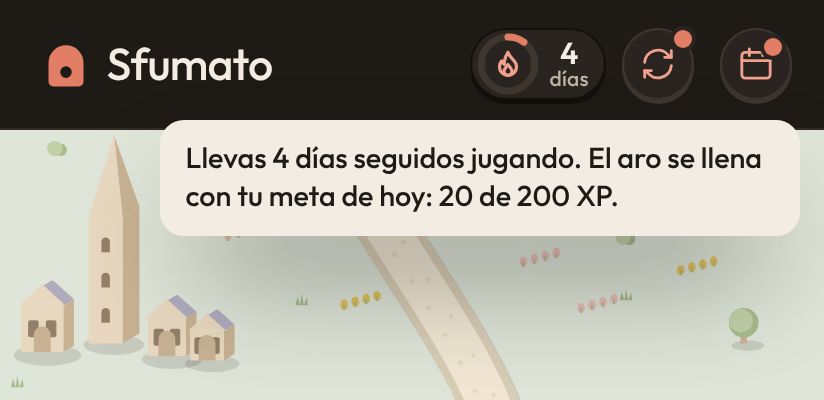 Sfumato
4
días
Llevas 4 días seguidos jugando. El aro se llena
con tu meta de hoy: 20 de 200 XP.